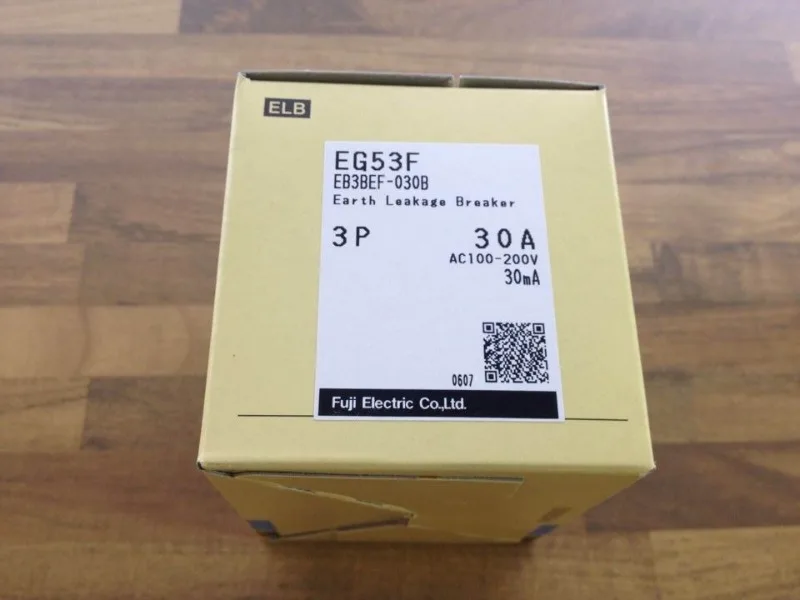 ELB
EG53F
EB3BEF-030B
Earth Leakage Breaker
3P 30A
AC100-200V
30mA
0607
Fuji Electric Co.,Ltd.